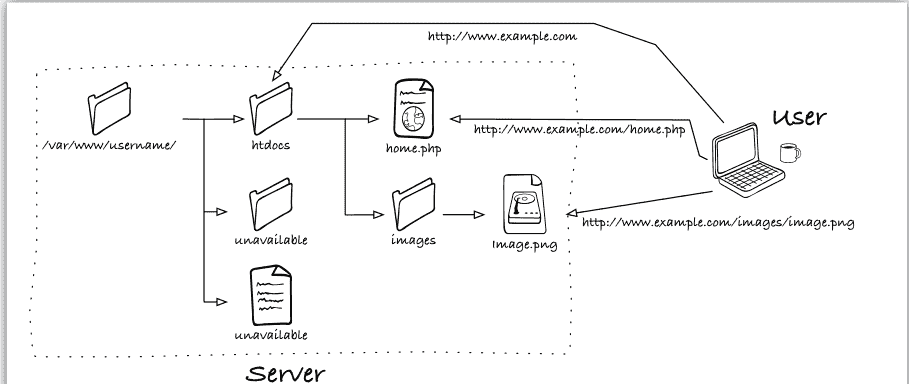 http://www.example.com
User
/var/www/username/
htdocs
home.php
http://www.example.com/home.php
unavailable
images
Image.png
http://www.example.com/images/image.png
unavailable
Server